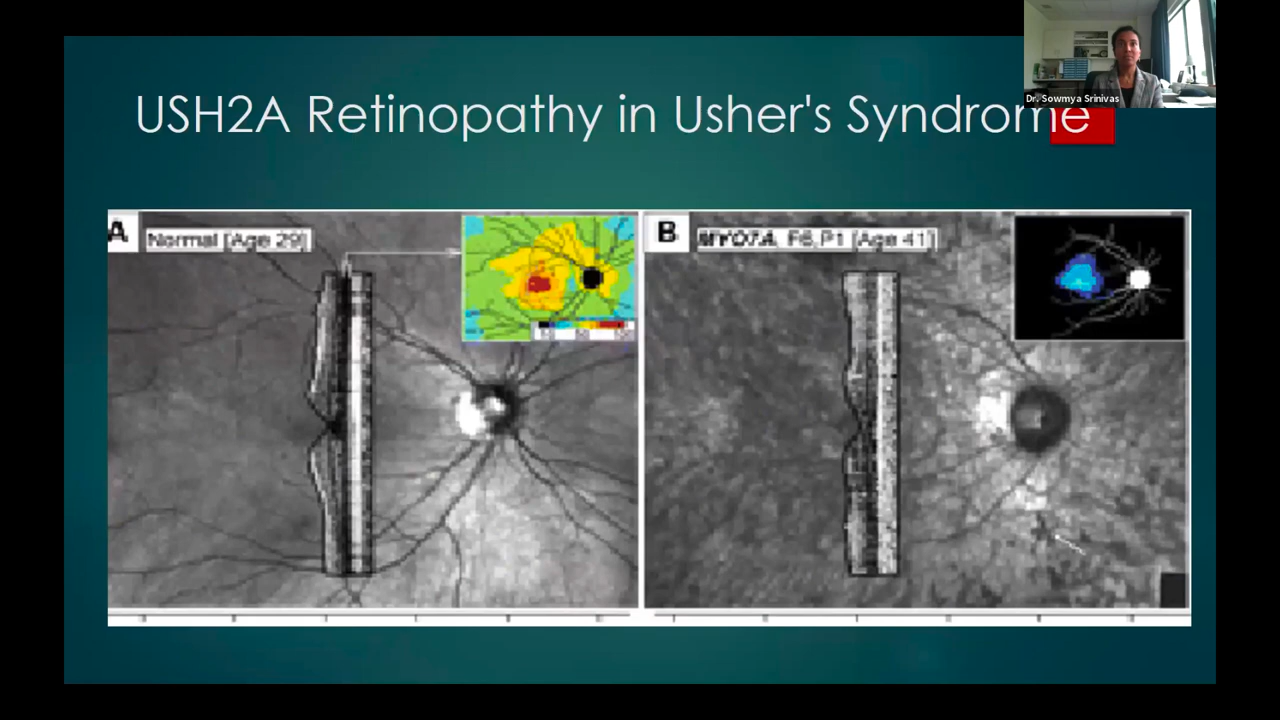 Dr. Sowmya Srinivas
USH2A Retinopathy in Usher's Syndrome
A
Normal [Age 29]
B
MYO7A, F6,P1 [Age 41]